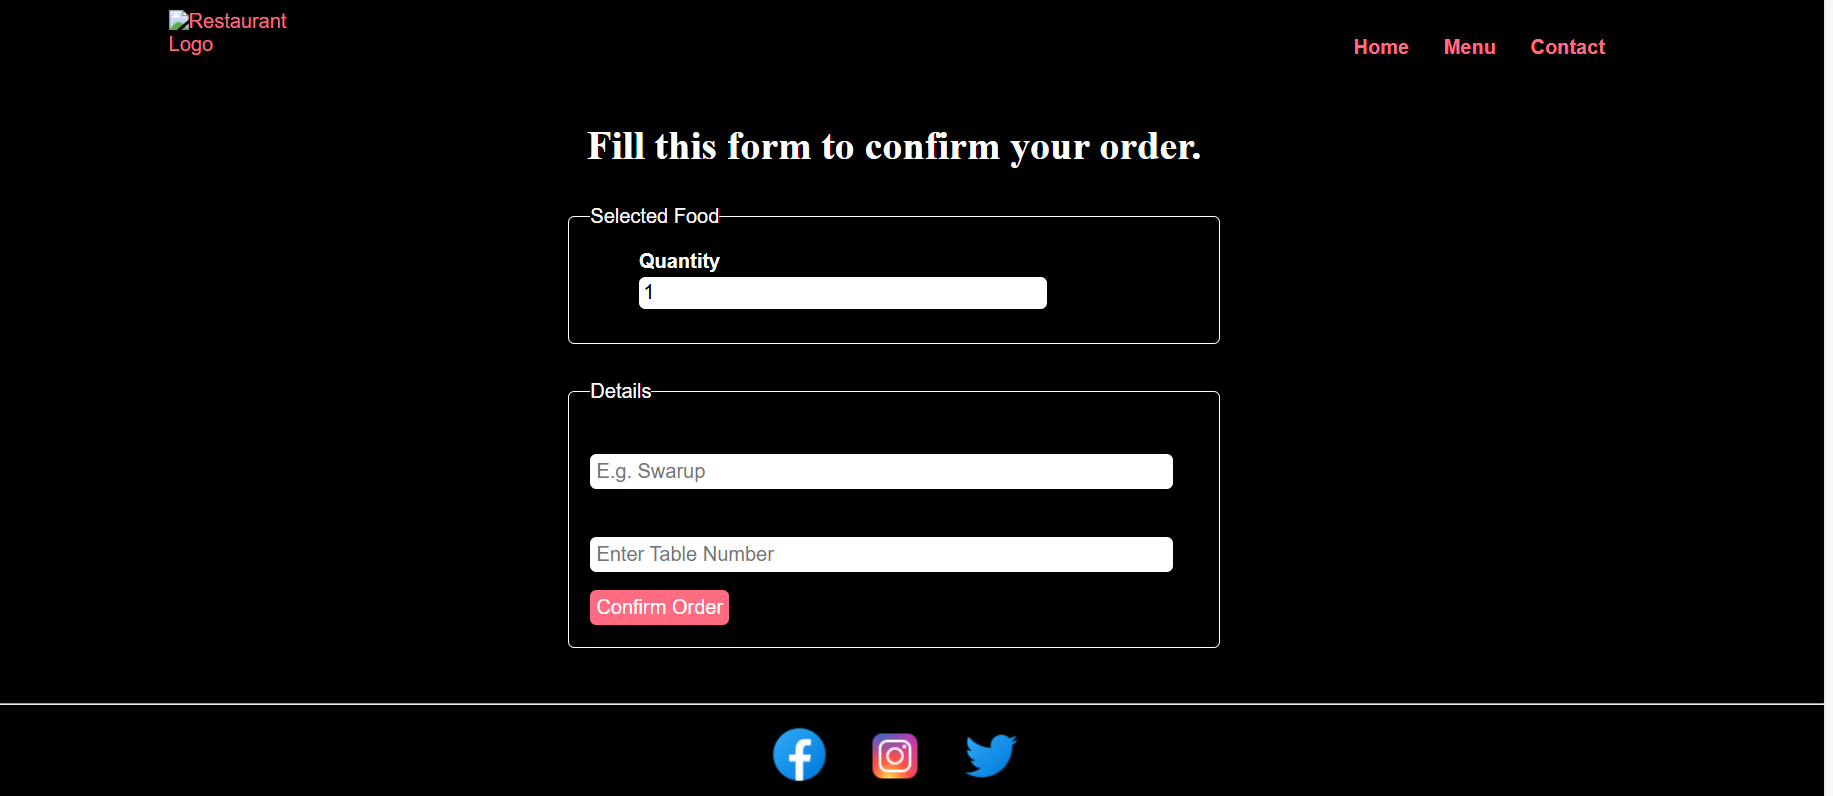 Restaurant
Logo
Home Menu Contact
Fill this form to confirm your order.
Selected Food
Quantity
1
Details
E.g. Swarup
Enter Table Number
Confirm Order